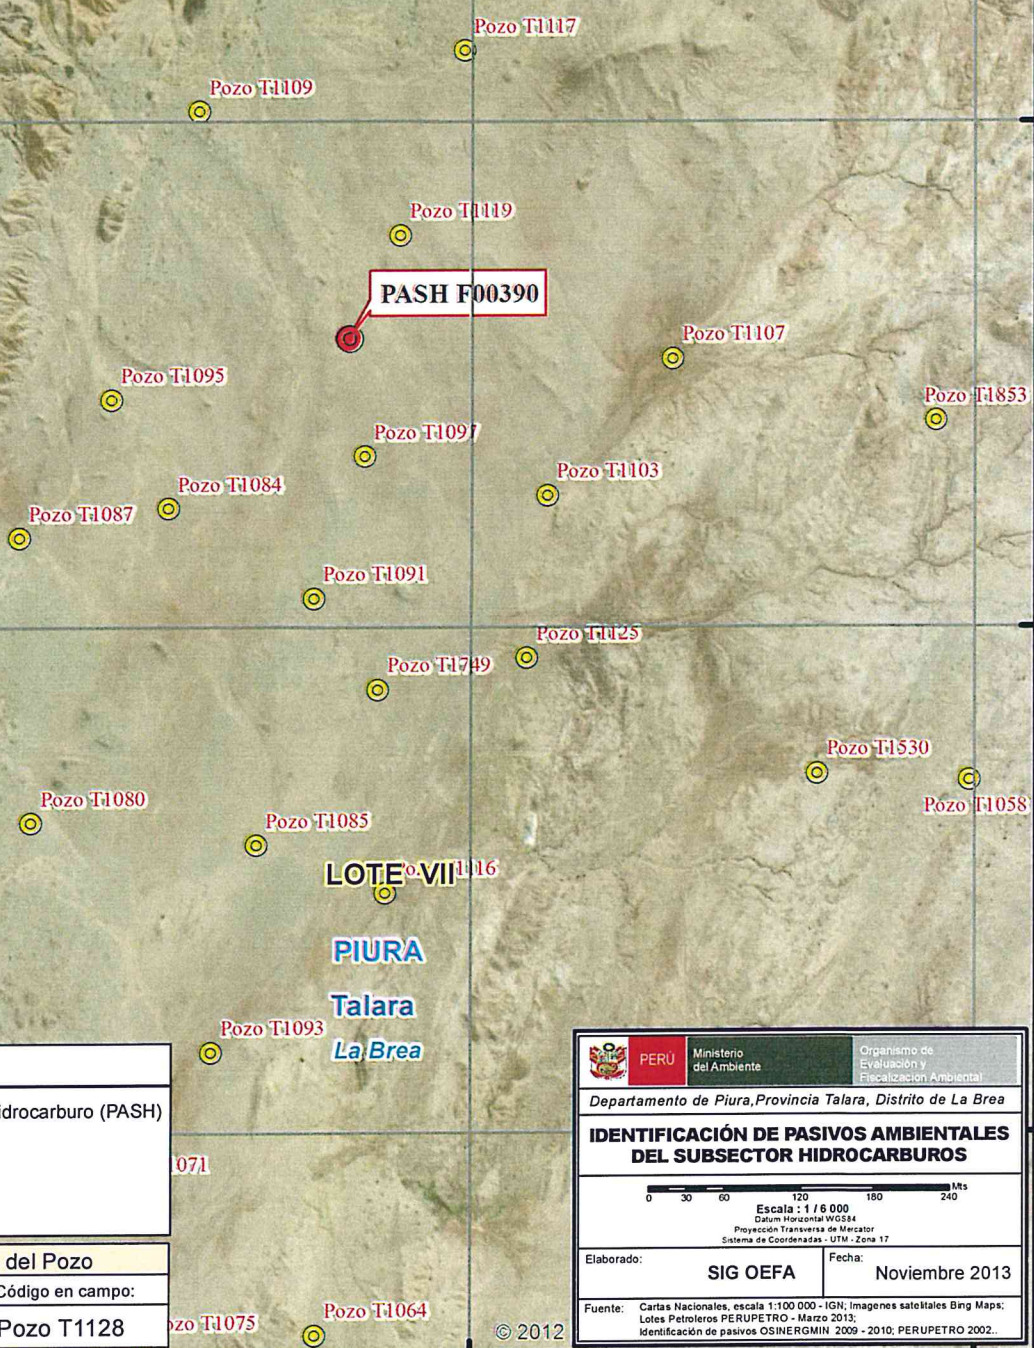 Pozo T1117
Pozo T1109
Pozo T1119
PASH F00390
Pozo T1107
Pozo T1095
Pozo T1853
Pozo T1097
Pozo T1103
Pozo T1084
Pozo T1087
Pozo T1091
Pozo T1125
Pozo T1749
Pozo T1530
Pozo T1080
Pozo T1058
Pozo T1085
LOTE VII
PIURA
Talara
La Brea
Pozo T1093
idrocarburo (PASH)
1071
del Pozo
Código en campo:
Pozo T1128
ozo T1075
Pozo T1064
© 2012
PERÚ
Ministerio
del Ambiente
Organismo de
Evaluación y
Fiscalización Ambiental
Departamento de Piura,Provincia Talara, Distrito de La Brea
IDENTIFICACIÓN DE PASIVOS AMBIENTALES
DEL SUBSECTOR HIDROCARBUROS
0 30 60 120 180 240 Mts
Escala : 1 / 6 000
Datum Horizontal WGS84
Proyección Transversa de Mercator
Sistema de Coordenadas - UTM - Zona 17
Elaborado:
SIG OEFA
Fecha:
Noviembre 2013
Fuente: Cartas Nacionales, escala 1:100 000 - IGN; Imagenes satelitales Bing Maps;
Lotes Petroleros PERUPETRO - Marzo 2013;
Identificación de pasivos OSINERGMIN 2009 - 2010; PERUPETRO 2002..